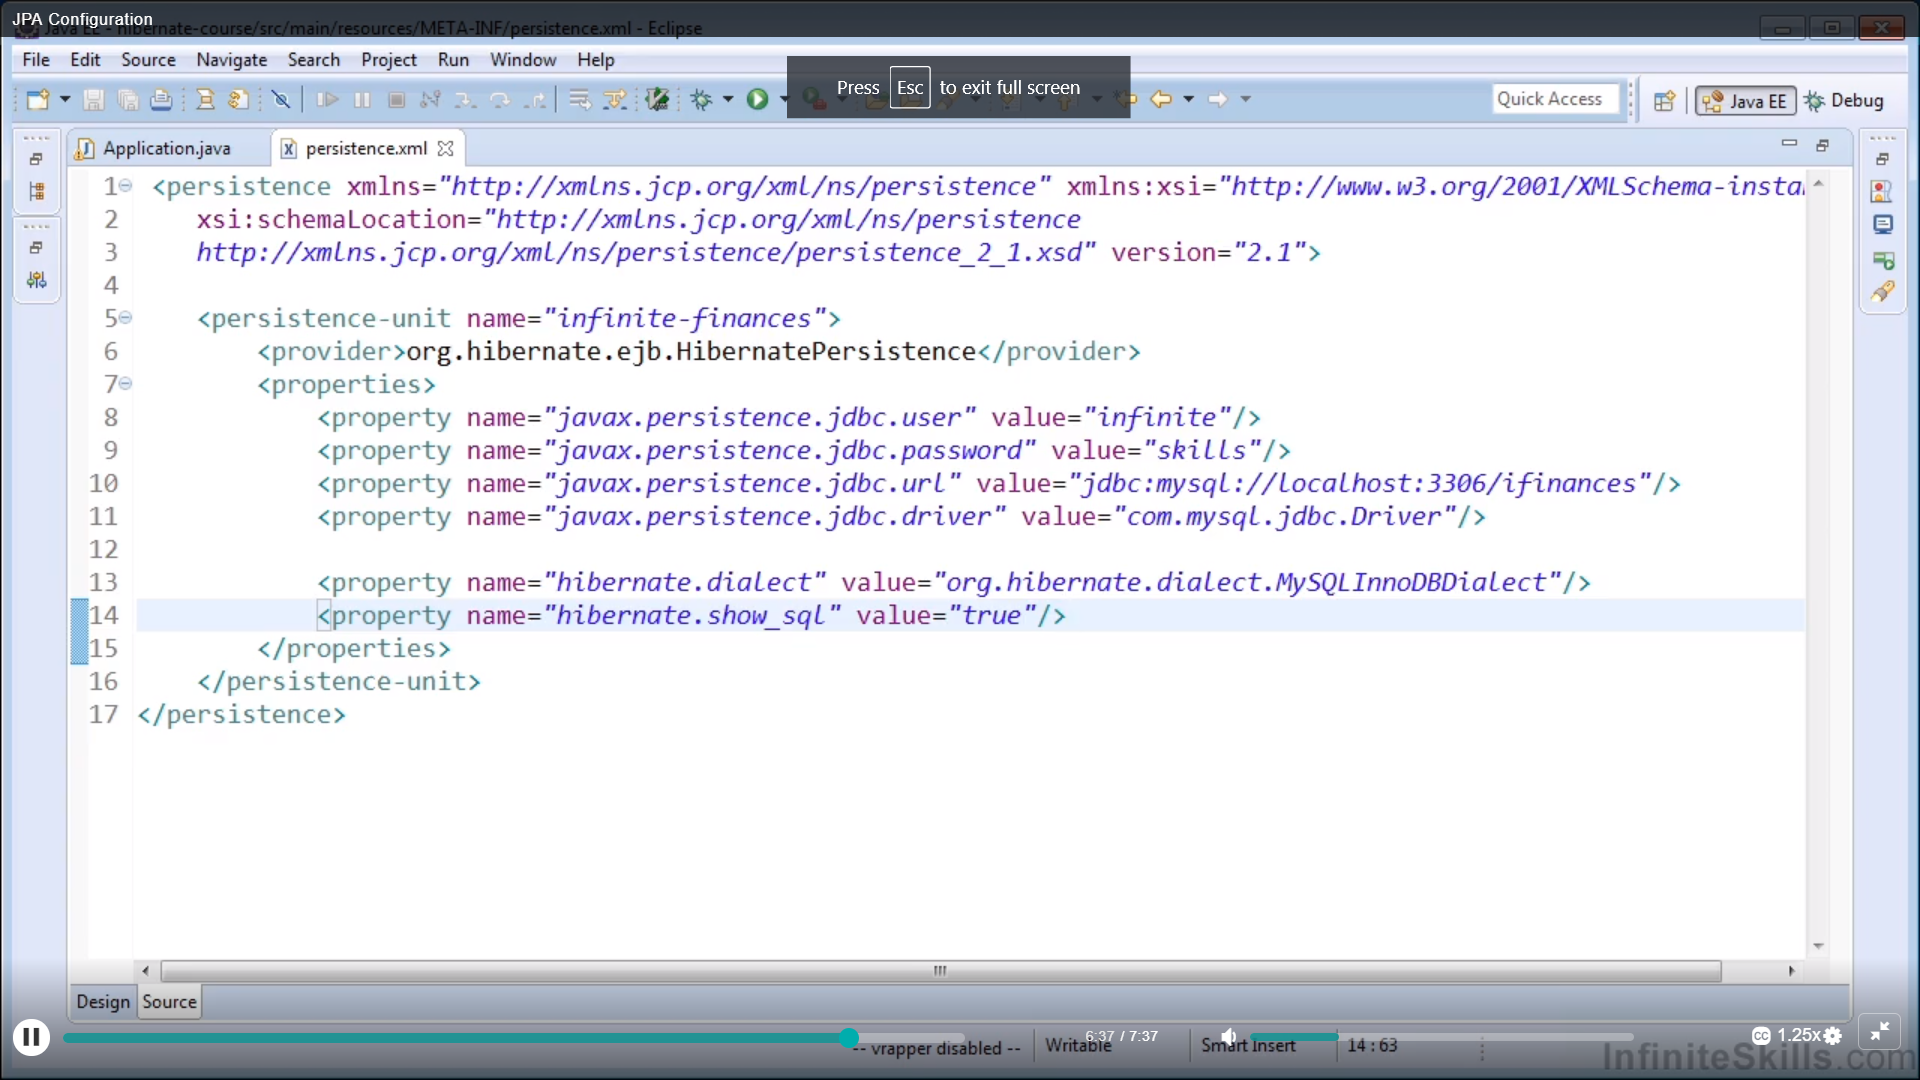 JPA Configuration
Java EE - hibernate-course/src/main/resources/META-INF/persistence.xml - Eclipse
File Edit Source Navigate Search Project Run Window Help
Press Esc to exit full screen
Quick Access
Java EE
Debug
Application.java
persistence.xml
1 <persistence xmlns="http://xmlns.jcp.org/xml/ns/persistence" xmlns:xsi="http://www.w3.org/2001/XMLSchema-insta
2 xsi:schemaLocation="http://xmlns.jcp.org/xml/ns/persistence
3 http://xmlns.jcp.org/xml/ns/persistence/persistence_2_1.xsd" version="2.1">
4
5 <persistence-unit name="infinite-finances">
6 <provider>org.hibernate.ejb.HibernatePersistence</provider>
7 <properties>
8 <property name="javax.persistence.jdbc.user" value="infinite"/>
9 <property name="javax.persistence.jdbc.password" value="skills"/>
10 <property name="javax.persistence.jdbc.url" value="jdbc:mysql://localhost:3306/ifinances"/>
11 <property name="javax.persistence.jdbc.driver" value="com.mysql.jdbc.Driver"/>
12
13 <property name="hibernate.dialect" value="org.hibernate.dialect.MySQLInnoDBDialect"/>
14 <property name="hibernate.show_sql" value="true"/>
15 </properties>
16 </persistence-unit>
17 </persistence>
Design Source
6:37 / 7:37
-- vrapper disabled --
Writable
Smart Insert
14 : 63
CC 1.25x
InfiniteSkills.com